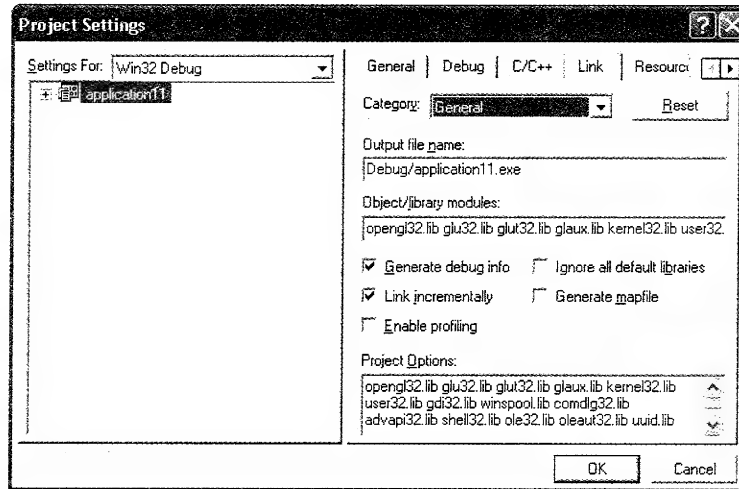 Project Settings
Settings For: Win32 Debug
application11
General Debug C/C++ Link Resourc
Category: General Reset
Output file name:
Debug/application11.exe
Object/library modules:
opengl32.lib glu32.lib glut32.lib glaux.lib kernel32.lib user32.
Generate debug info Ignore all default libraries
Link incrementally Generate mapfile
Enable profiling
Project Options:
opengl32.lib glu32.lib glut32.lib glaux.lib kernel32.lib
user32.lib gdi32.lib winspool.lib comdlg32.lib
advapi32.lib shell32.lib ole32.lib oleaut32.lib uuid.lib
OK Cancel